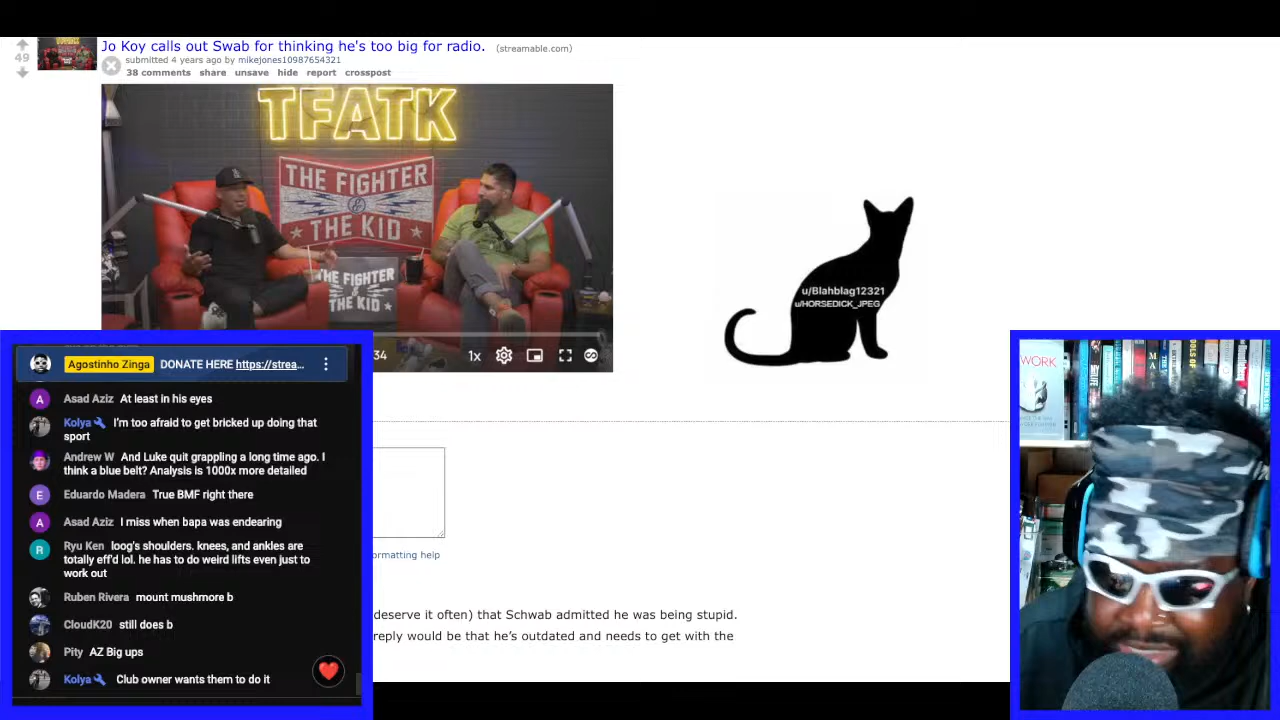 Jo Koy calls out Swab for thinking he's too big for radio. (streamable.com)
49
submitted 4 years ago by mikejones10987654321
38 comments share unsave hide report crosspost
TFATK
THE FIGHTER
&
THE KID
THE FIGHTER
&
THE KID
34
1x
u/Blahblag12321
u/HORSEDICK_JPEG
Agostinho Zinga DONATE HERE https://strea...
Asad Aziz At least in his eyes
Kolya I'm too afraid to get bricked up doing that
sport
Andrew W And Luke quit grappling a long time ago. I
think a blue belt? Analysis is 1000x more detailed
Eduardo Madera True BMF right there
Asad Aziz I miss when bapa was endearing
Ryu Ken loog's shoulders. knees, and ankles are
totally eff'd lol. he has to do weird lifts even just to
work out
Ruben Rivera mount mushmore b
CloudK20 still does b
Pity AZ Big ups
Kolya Club owner wants them to do it
ormatting help
deserve it often) that Schwab admitted he was being stupid.
reply would be that he's outdated and needs to get with the
WORK